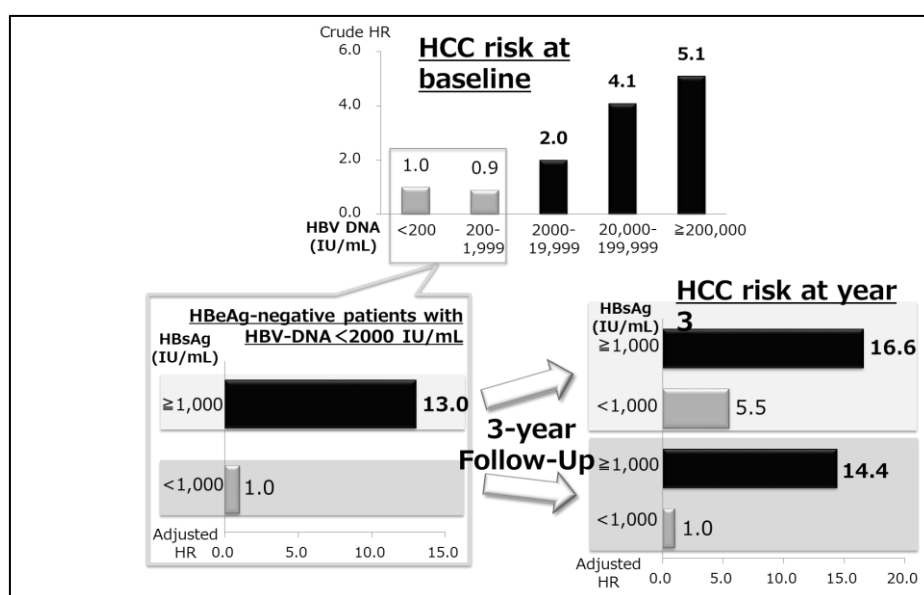 Crude HR
HCC risk at
baseline
6.0
4.0
2.0
0.0
1.0
0.9
2.0
4.1
5.1
HBV DNA
(IU/mL)
<200
200-
1,999
2000-
19,999
20,000-
199,999
≧200,000
HBeAg-negative patients with
HBV-DNA<2000 IU/mL
HBsAg
(IU/mL)
≧1,000
13.0
<1,000
1.0
Adjusted
HR
0.0 5.0 10.0 15.0
3-year
Follow-Up
HCC risk at year
3
HBsAg
(IU/mL)
≧1,000
16.6
<1,000
5.5
≧1,000
14.4
<1,000
1.0
Adjusted
HR
0.0 5.0 10.0 15.0 20.0